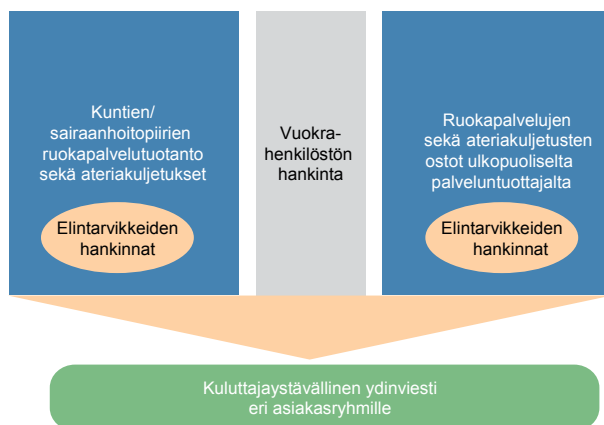 Kuntien/
sairaanhoitopiirien
ruokapalvelutuotanto
sekä ateriakuljetukset
Elintarvikkeiden
hankinnat
Vuokra-
henkilöstön
hankinta
Ruokapalvelujen
sekä ateriakuljetusten
ostot ulkopuoliselta
palveluntuottajalta
Elintarvikkeiden
hankinnat
Kuluttajaystävällinen ydinviesti
eri asiakasryhmille